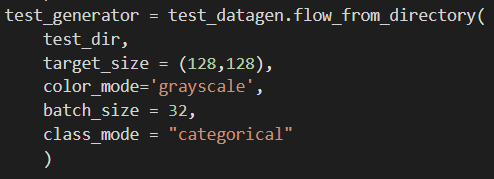 test_generator = test_datagen.flow_from_directory(
    test_dir,
    target_size = (128,128),
    color_mode='grayscale',
    batch_size = 32,
    class_mode = "categorical"
    )